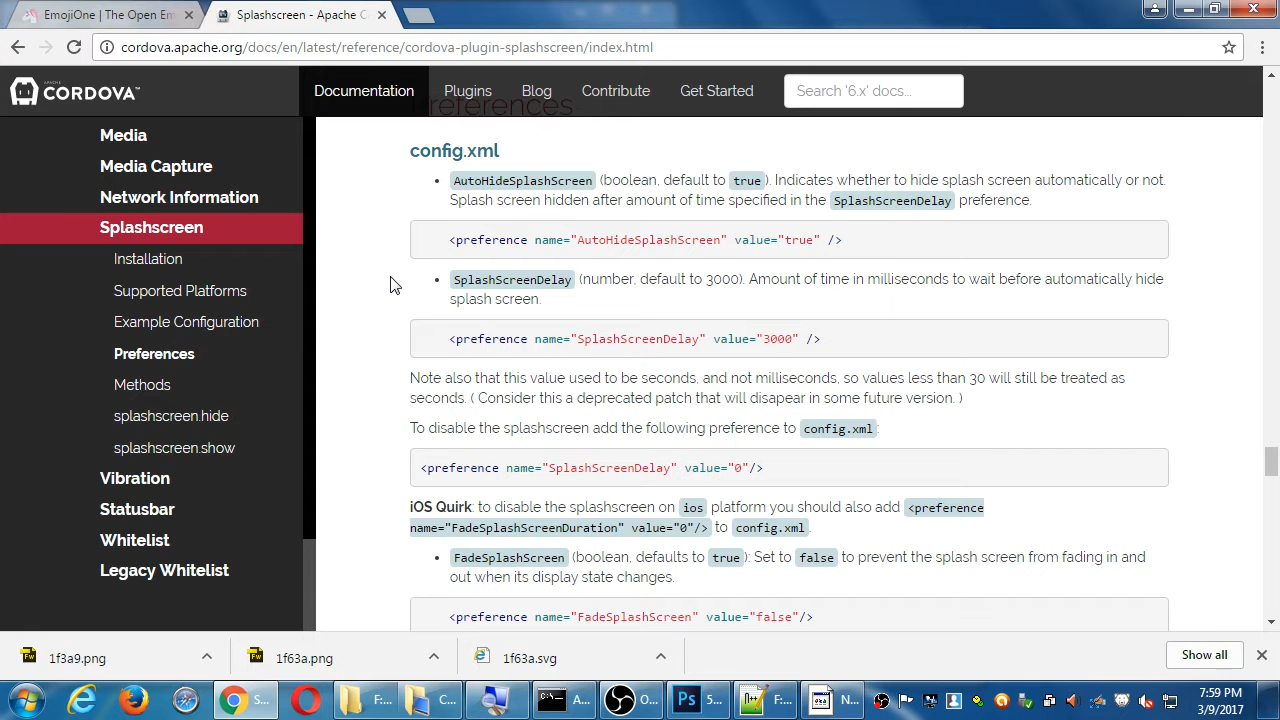 EmojiOne | The Open Em
Splashscreen - Apache C
cordova.apache.org/docs/en/latest/reference/cordova-plugin-splashscreen/index.html
APACHE
CORDOVA™
Documentation
Plugins
Blog
Contribute
Get Started
Search '6.x' docs...
Preferences
Media
Media Capture
Network Information
Splashscreen
Installation
Supported Platforms
Example Configuration
Preferences
Methods
splashscreen.hide
splashscreen.show
Vibration
Statusbar
Whitelist
Legacy Whitelist
config.xml
• AutoHideSplashScreen (boolean, default to true). Indicates whether to hide splash screen automatically or not.
Splash screen hidden after amount of time specified in the SplashScreenDelay preference.
<preference name="AutoHideSplashScreen" value="true" />
• SplashScreenDelay (number, default to 3000). Amount of time in milliseconds to wait before automatically hide
splash screen.
<preference name="SplashScreenDelay" value="3000" />
Note also that this value used to be seconds, and not milliseconds, so values less than 30 will still be treated as
seconds. ( Consider this a deprecated patch that will disapear in some future version. )
To disable the splashscreen add the following preference to config.xml:
<preference name="SplashScreenDelay" value="0"/>
iOS Quirk: to disable the splashscreen on ios platform you should also add <preference
name="FadeSplashScreenDuration" value="0"/> to config.xml.
• FadeSplashScreen (boolean, defaults to true): Set to false to prevent the splash screen from fading in and
out when its display state changes.
<preference name="FadeSplashScreen" value="false"/>
1f3a9.png
1f63a.png
1f63a.svg
Show all
S...
F:...
C...
A...
O...
Ps
5...
F:...
N...
7:59 PM
3/9/2017